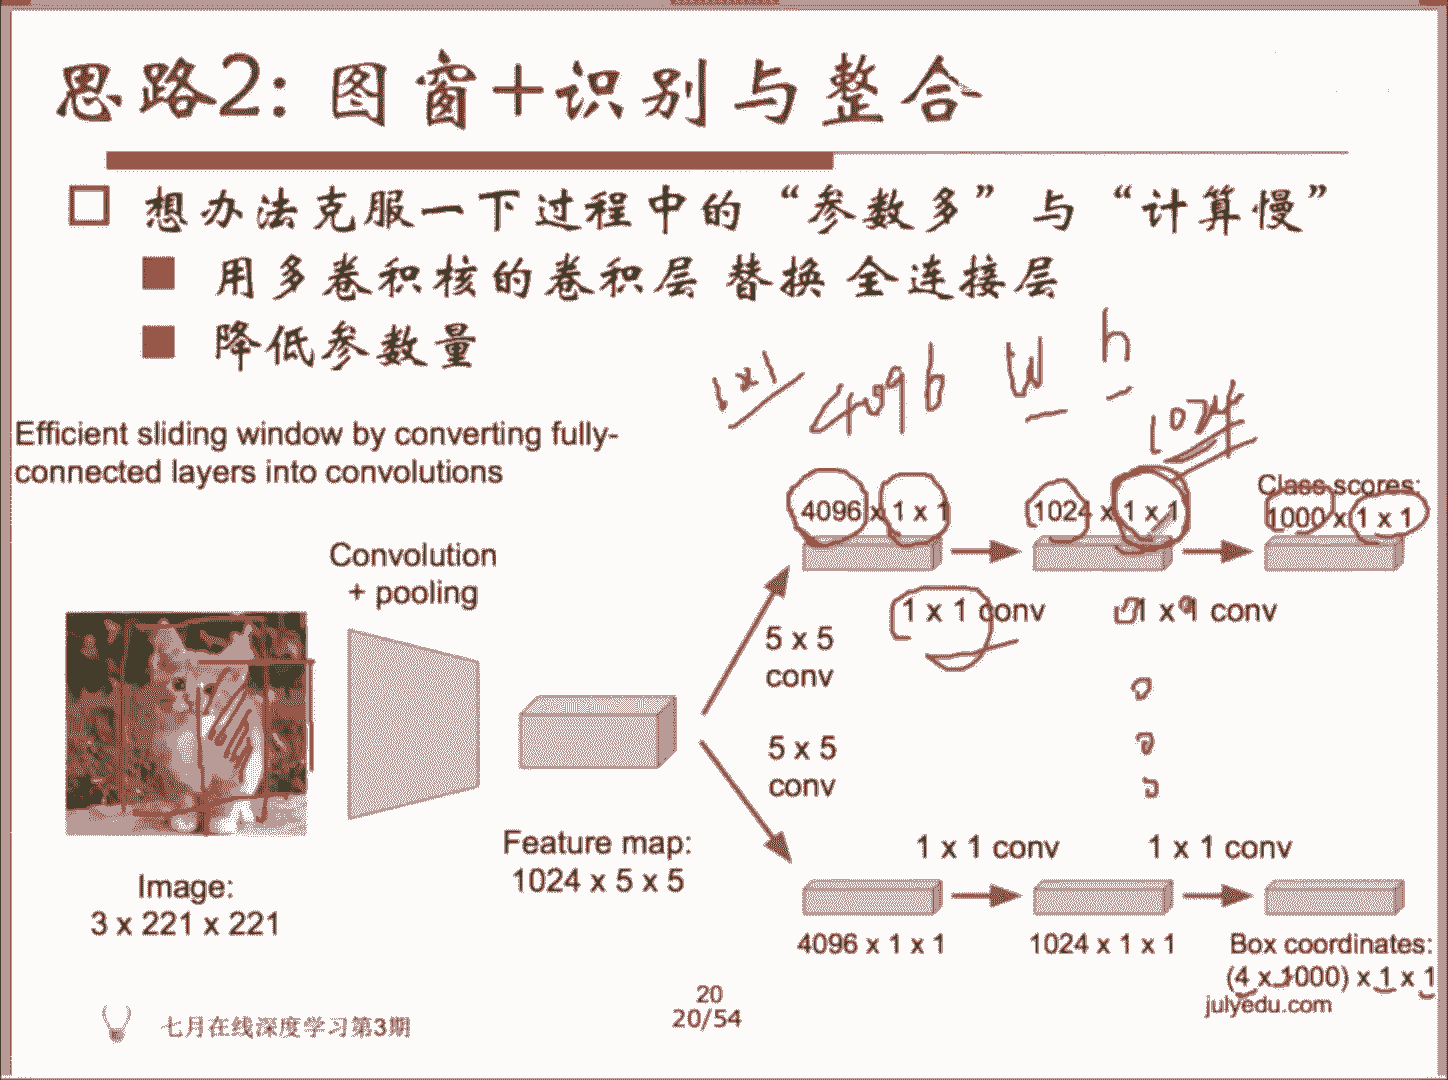 思路2: 图窗+识别与整合
想办法克服一下过程中的“参数多”与“计算慢”
用多卷积核的卷积层 替换 全连接层
降低参数量
1x1 4096 w h
1024
Efficient sliding window by converting fully-
connected layers into convolutions
4096 x 1 x 1
1024 x 1 x 1
Class scores:
1000 x 1 x 1
Convolution
+ pooling
1 x 1 conv
1 x 1 conv
5 x 5
conv
5 x 5
conv
Feature map:
1024 x 5 x 5
1 x 1 conv
1 x 1 conv
Image:
3 x 221 x 221
4096 x 1 x 1
1024 x 1 x 1
Box coordinates:
(4 x 1000) x 1 x 1
七月在线深度学习第3期
20
20/54
julyedu.com